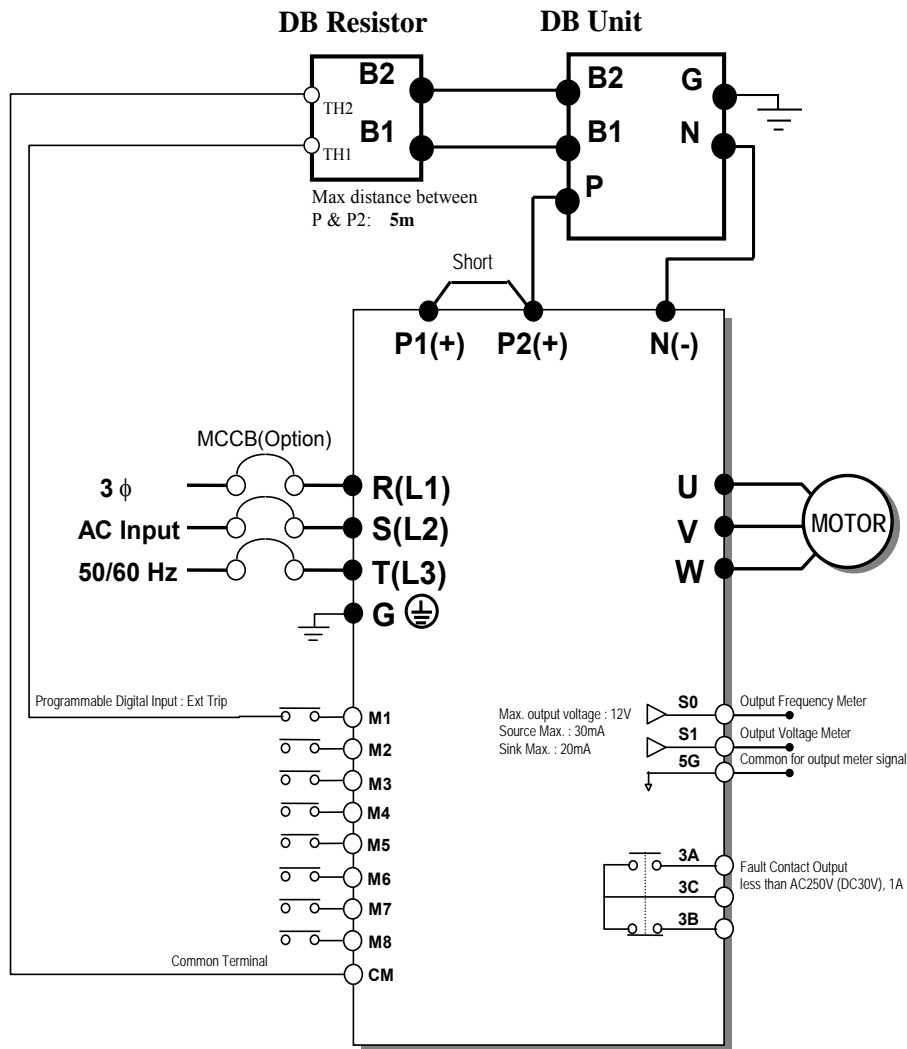 DB Resistor
DB Unit
B2
TH2
B1
TH1
B2
G
B1
N
P
Max distance between
P & P2: 5m
Short
P1(+)
P2(+)
N(-)
MCCB(Option)
3 ϕ
R(L1)
AC Input
S(L2)
50/60 Hz
T(L3)
G
U
V
W
MOTOR
Programmable Digital Input : Ext Trip
M1
M2
M3
M4
M5
M6
M7
M8
Common Terminal
CM
Max. output voltage : 12V
Source Max. : 30mA
Sink Max. : 20mA
S0
Output Frequency Meter
S1
Output Voltage Meter
5G
Common for output meter signal
3A
3C
3B
Fault Contact Output
less than AC250V (DC30V), 1A